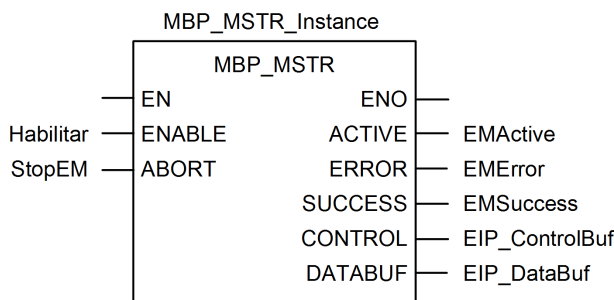 MBP_MSTR_Instance
MBP_MSTR
EN ENO
Habilitar ENABLE ACTIVE EMActive
StopEM ABORT ERROR EMError
SUCCESS EMSuccess
CONTROL EIP_ControlBuf
DATABUF EIP_DataBuf